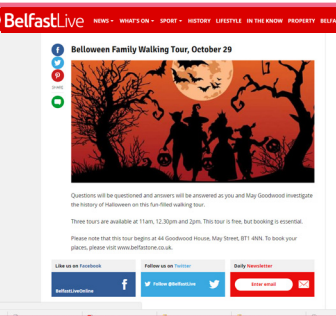 BelfastLive NEWS WHAT'S ON SPORT HISTORY LIFESTYLE IN THE KNOW PROPERTY BELFA
Belloween Family Walking Tour, October 29
SHARE
Questions will be questioned and answers will be answered as you and May Goodwood investigate
the history of Halloween on this fun-filled walking tour.
Three tours are available at 11am, 12.30pm and 2pm. This tour is free, but booking is essential.
Please note that this tour begins at 44 Goodwood House, May Street, BT1 4NN. To book your
places, please visit www.belfastone.co.uk.
Like us on Facebook
BelfastLiveOnline
Follow us on Twitter
Follow @BelfastLive
Daily Newsletter
Enter email